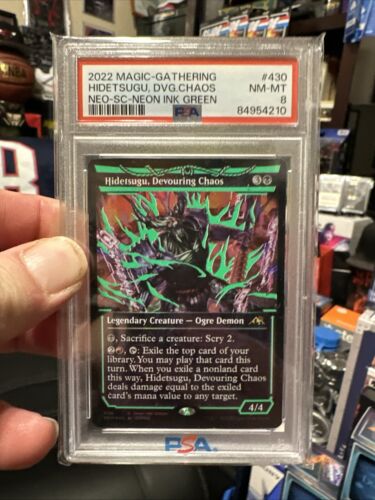 2022 MAGIC-GATHERING #430
HIDETSUGU, DVG.CHAOS NM-MT
NEO-SC-NEON INK GREEN 8
PSA 84954210
Hidetsugu, Devouring Chaos 3
Legendary Creature — Ogre Demon
, Sacrifice a creature: Scry 2.
: Exile the top card of your
library. You may play that card this
turn. When you exile a nonland card
this way, Hidetsugu, Devouring Chaos
deals damage equal to the exiled
card's mana value to any target.
4/4
PSA